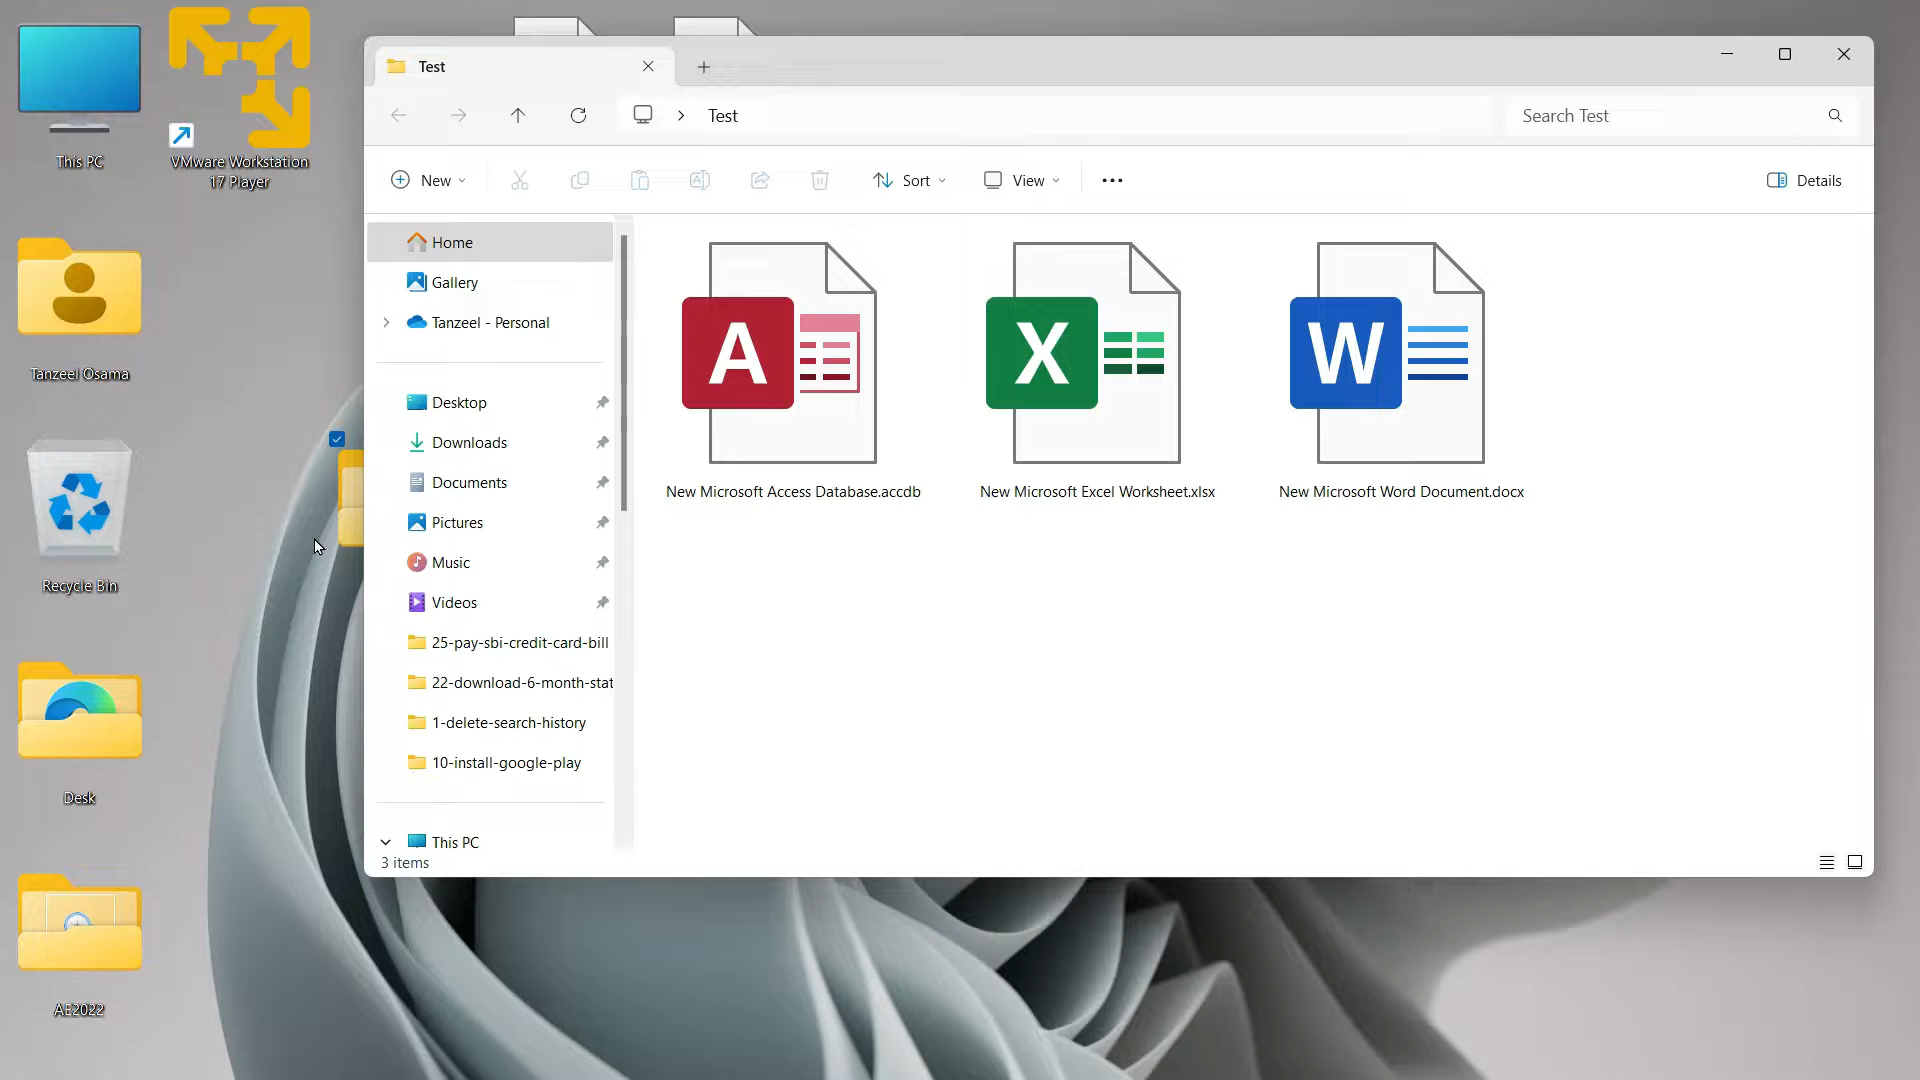 This PC
VMware Workstation
17 Player
Tanzeel Osama
Recycle Bin
Desk
AE2022
Test
Test
Search Test
New
Sort
View
Details
Home
Gallery
Tanzeel - Personal
Desktop
Downloads
Documents
Pictures
Music
Videos
25-pay-sbi-credit-card-bill
22-download-6-month-stat
1-delete-search-history
10-install-google-play
This PC
3 items
A
New Microsoft Access Database.accdb
X
New Microsoft Excel Worksheet.xlsx
W
New Microsoft Word Document.docx